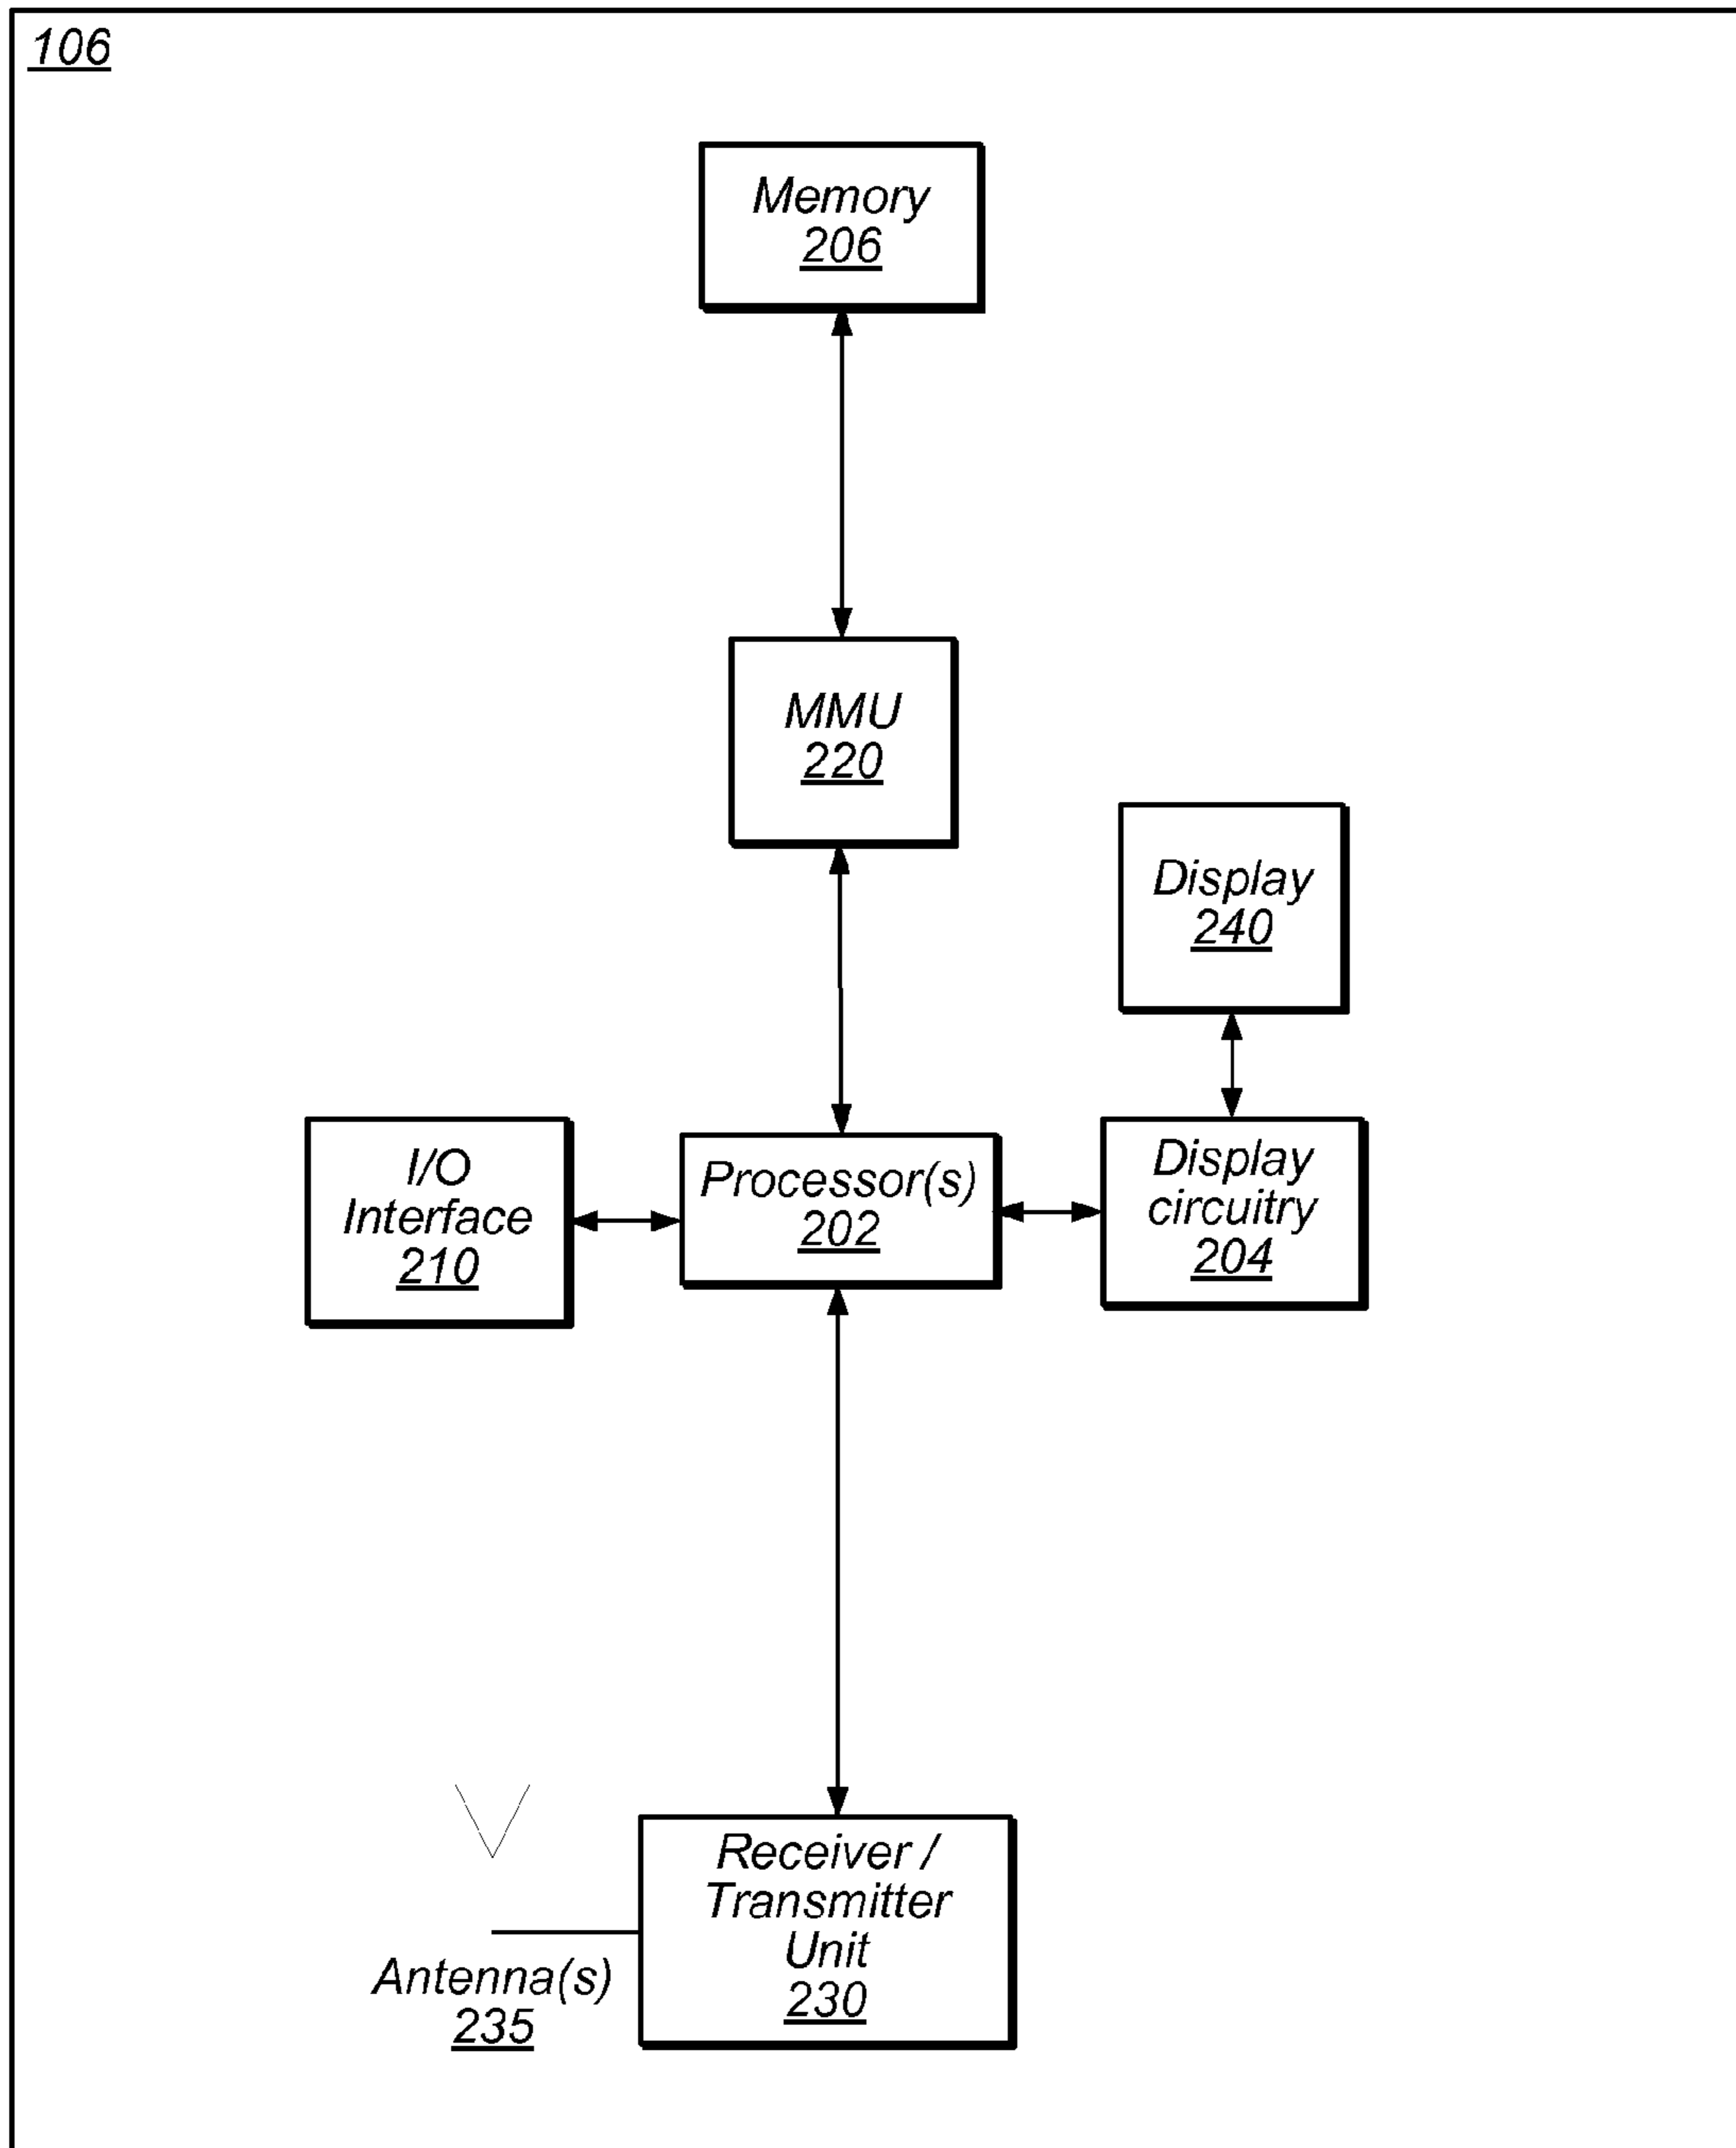 106
Memory
206
MMU
220
Display
240
I/O
Interface
210
Processor(s)
202
Display
circuitry
204
Receiver /
Transmitter
Unit
230
Antenna(s)
235